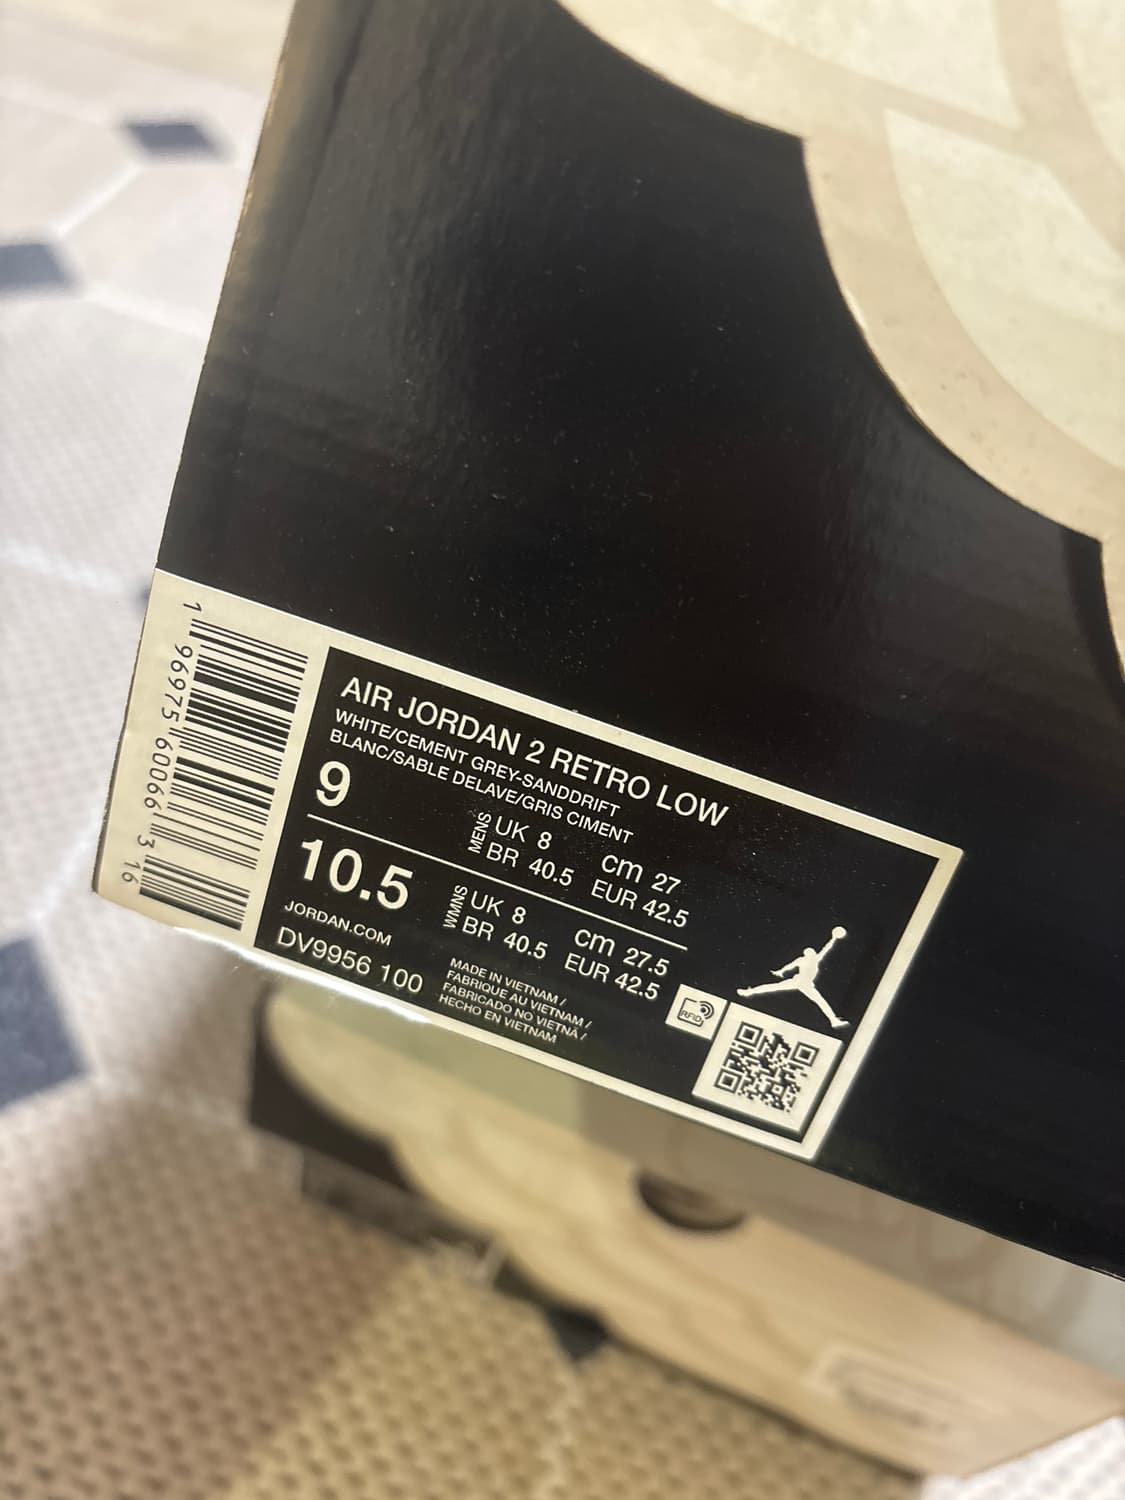 AIR JORDAN 2 RETRO LOW
WHITE/CEMENT GREY-SANDDRIFT
BLANC/SABLE DELAVE/GRIS CIMENT
9
MENS
UK 8
cm 27
BR 40.5
EUR 42.5
10.5
WMNS
UK 8
cm 27.5
BR 40.5
EUR 42.5
JORDAN.COM
DV9956 100
MADE IN VIETNAM /
FABRIQUE AU VIETNAM /
FABRICADO NO VIETNÃ /
HECHO EN VIETNAM
RFID
1 96975 60066 3 16